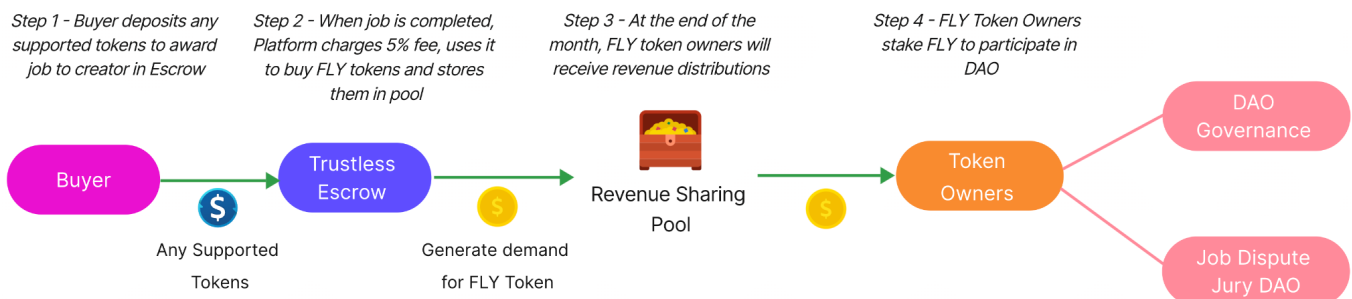 Step 1 - Buyer deposits any
supported tokens to award
job to creator in Escrow
Step 2 - When job is completed,
Platform charges 5% fee, uses it
to buy FLY tokens and stores
them in pool
Step 3 - At the end of the
month, FLY token owners will
receive revenue distributions
Step 4 - FLY Token Owners
stake FLY to participate in
DAO
Buyer
$
Any Supported
Tokens
Trustless
Escrow
$
Generate demand
for FLY Token
Revenue Sharing
Pool
$
Token
Owners
DAO
Governance
Job Dispute
Jury DAO